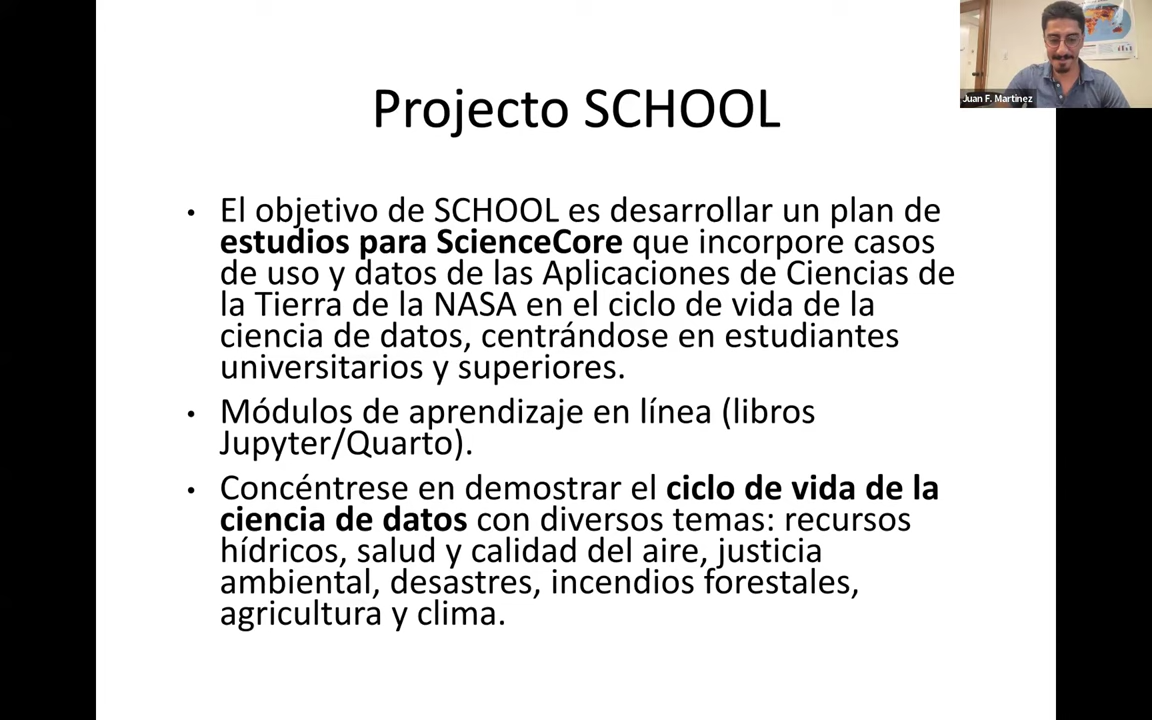 Projecto SCHOOL
Juan F. Martinez
• El objetivo de SCHOOL es desarrollar un plan de
estudios para ScienceCore que incorpore casos
de uso y datos de las Aplicaciones de Ciencias de
la Tierra de la NASA en el ciclo de vida de la
ciencia de datos, centrándose en estudiantes
universitarios y superiores.
• Módulos de aprendizaje en línea (libros
Jupyter/Quarto).
• Concéntrese en demostrar el ciclo de vida de la
ciencia de datos con diversos temas: recursos
hídricos, salud y calidad del aire, justicia
ambiental, desastres, incendios forestales,
agricultura y clima.